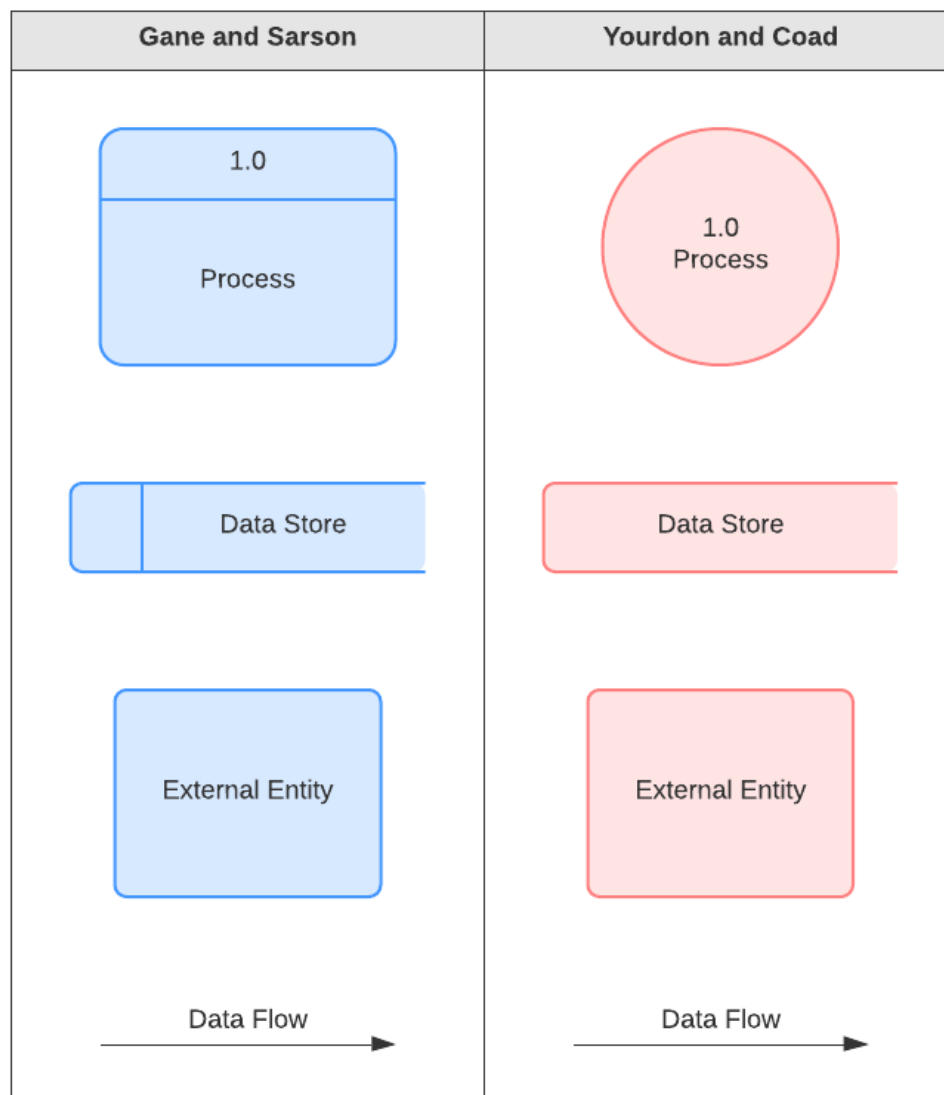 Gane and Sarson
Yourdon and Coad
1.0
Process
1.0
Process
Data Store
Data Store
External Entity
External Entity
Data Flow
Data Flow